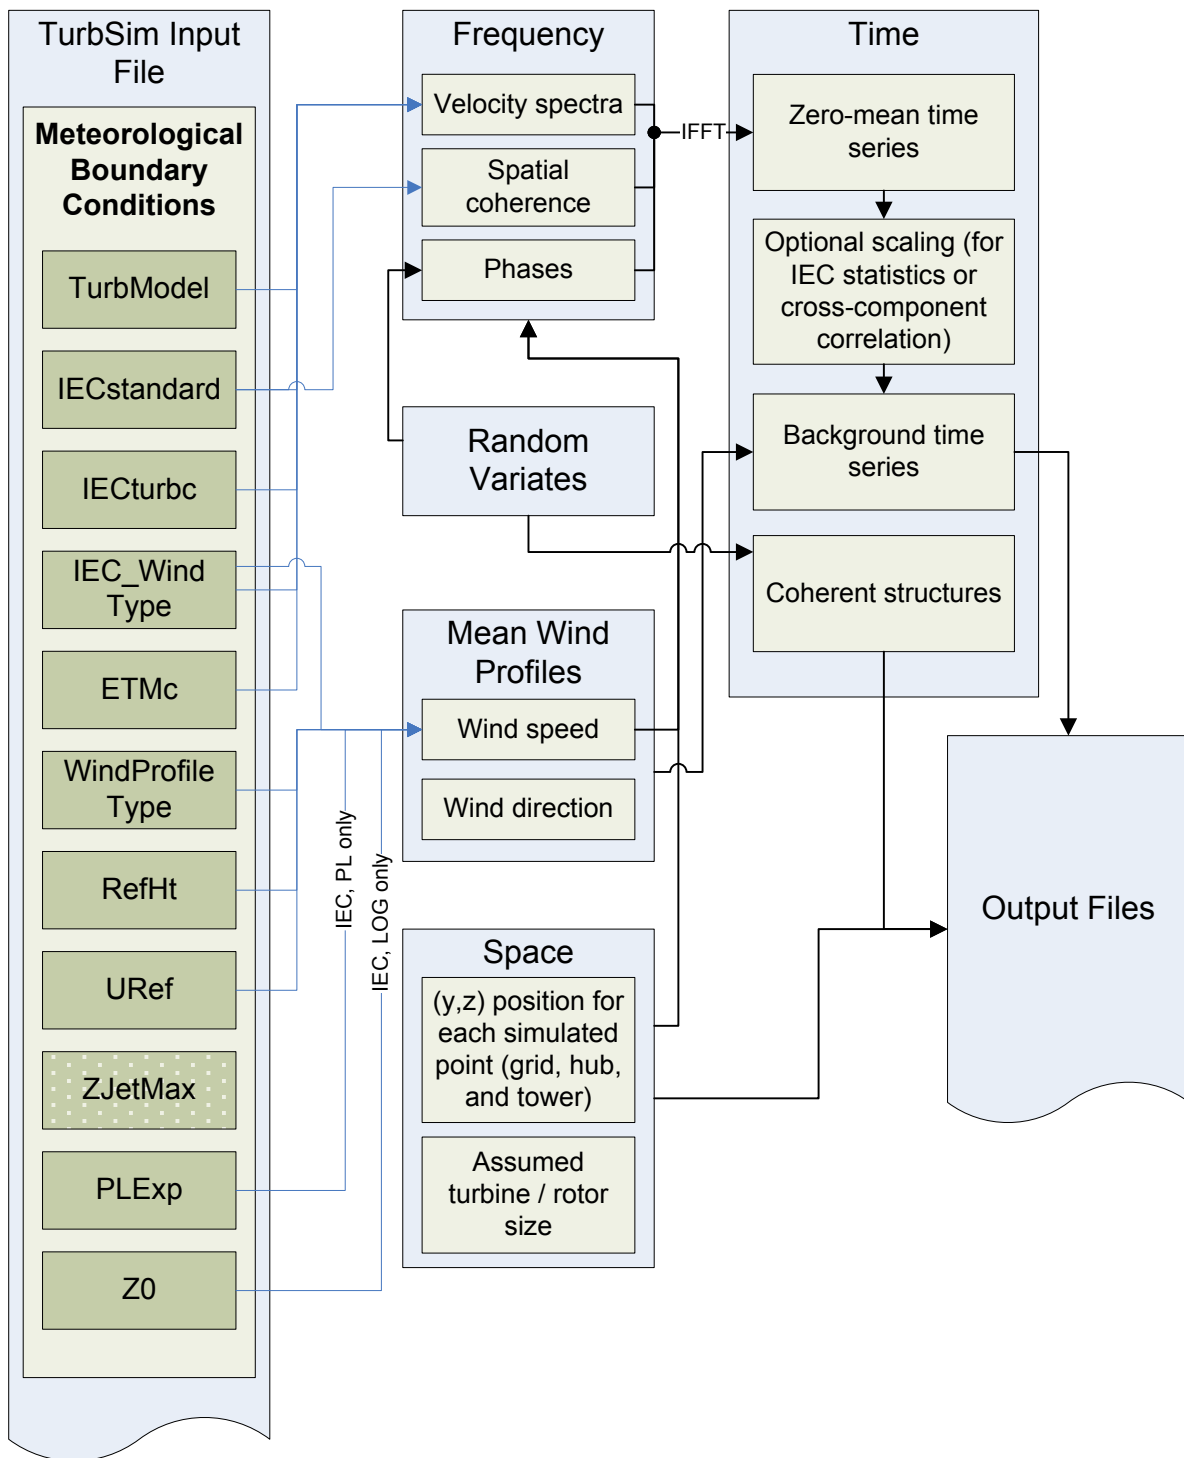 TurbSim Input
File
Meteorological
Boundary
Conditions
TurbModel
IECstandard
IECturbc
IEC_Wind
Type
ETMc
WindProfile
Type
RefHt
URef
ZJetMax
PLExp
Z0
IEC, PL only
IEC, LOG only
Frequency
Velocity spectra
Spatial
coherence
Phases
IFFT
Random
Variates
Mean Wind
Profiles
Wind speed
Wind direction
Space
(y,z) position for
each simulated
point (grid, hub,
and tower)
Assumed
turbine / rotor
size
Time
Zero-mean time
series
Optional scaling (for
IEC statistics or
cross-component
correlation)
Background time
series
Coherent structures
Output Files